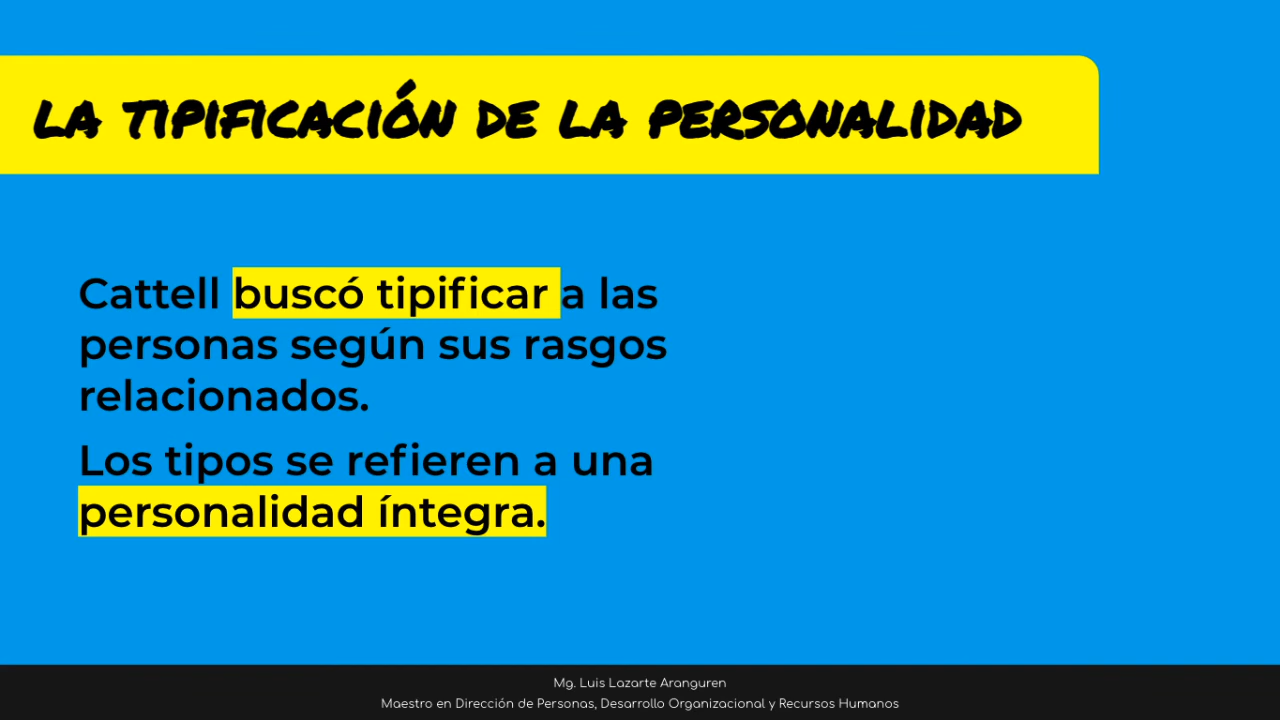 LA TIPIFICACIÓN DE LA PERSONALIDAD
Cattell buscó tipificar a las
personas según sus rasgos
relacionados.
Los tipos se refieren a una
personalidad íntegra.
Mg. Luis Lazarte Aranguren
Maestro en Dirección de Personas, Desarrollo Organizacional y Recursos Humanos